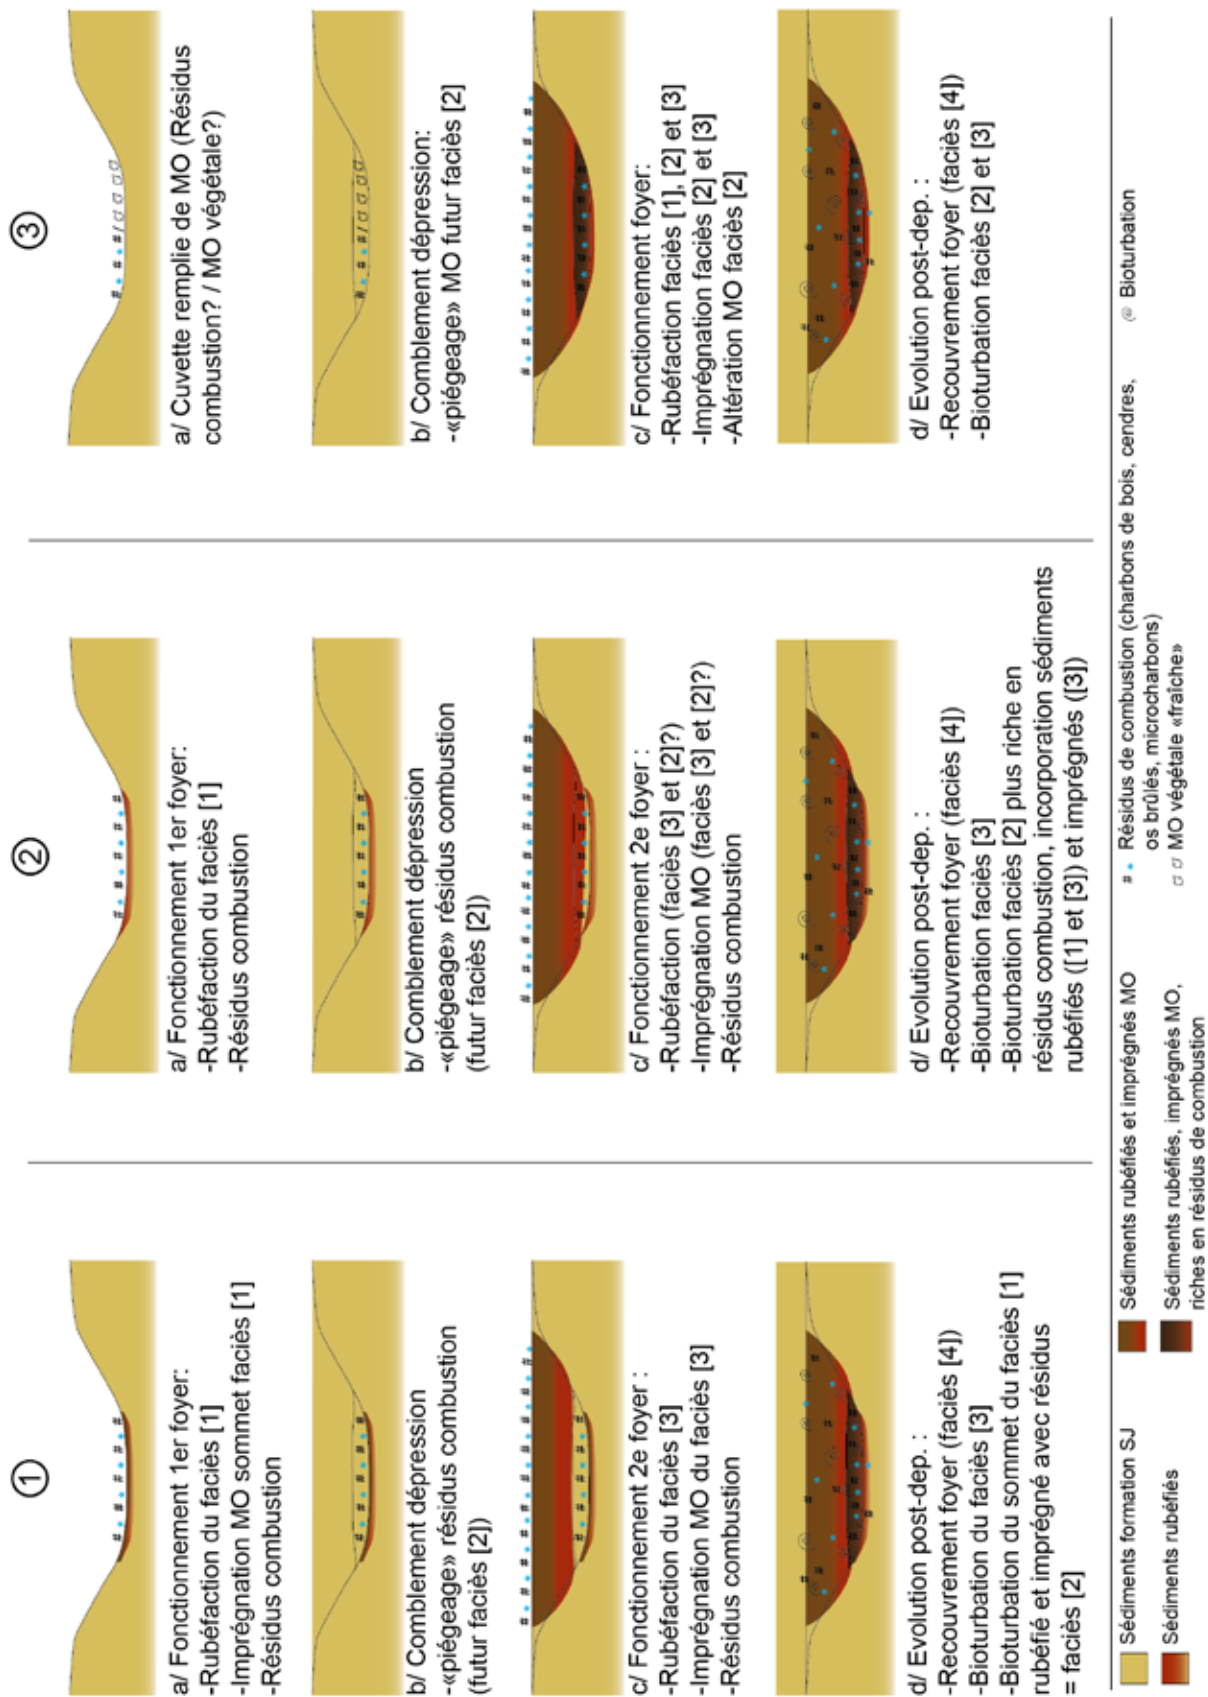 ①
a/ Fonctionnement 1er foyer:
-Rubéfaction du faciès [1]
-Imprégnation MO sommet faciès [1]
-Résidus combustion
b/ Comblement dépression
-«piégeage» résidus combustion
(futur faciès [2])
c/ Fonctionnement 2e foyer :
-Rubéfaction du faciès [3]
-Imprégnation MO du faciès [3]
-Résidus combustion
d/ Evolution post-dep. :
-Recouvrement foyer (faciès [4])
-Bioturbation du faciès [3]
-Bioturbation du sommet du faciès [1]
rubéfié et imprégné avec résidus
= faciès [2]
②
a/ Fonctionnement 1er foyer:
-Rubéfaction du faciès [1]
-Résidus combustion
b/ Comblement dépression
-«piégeage» résidus combustion
(futur faciès [2])
c/ Fonctionnement 2e foyer :
-Rubéfaction (faciès [3] et [2]?)
-Imprégnation MO (faciès [3] et [2]?)
-Résidus combustion
d/ Evolution post-dep. :
-Recouvrement foyer (faciès [4])
-Bioturbation faciès [3]
-Bioturbation faciès [2] plus riche en
résidus combustion, incorporation sédiments
rubéfiés ([1] et [3]) et imprégnés ([3])
③
a/ Cuvette remplie de MO (Résidus
combustion? / MO végétale?)
b/ Comblement dépression:
-«piégeage» MO futur faciès [2]
c/ Fonctionnement foyer:
-Rubéfaction faciès [1], [2] et [3]
-Imprégnation faciès [2] et [3]
-Altération MO faciès [2]
d/ Evolution post-dep. :
-Recouvrement foyer (faciès [4])
-Bioturbation faciès [2] et [3]
Sédiments formation SJ
Sédiments rubéfiés
Sédiments rubéfiés et imprégnés MO
Sédiments rubéfiés, imprégnés MO,
riches en résidus de combustion
Résidus de combustion (charbons de bois, cendres,
os brûlés, microcharbons)
MO végétale «fraîche»
Bioturbation